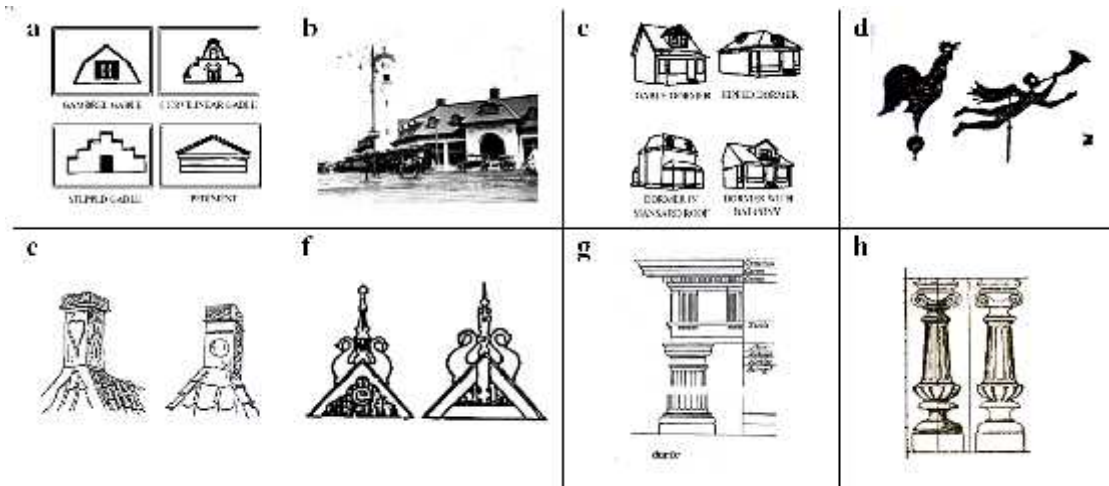 a
b
c
d
GAMBREL GABLE
CURVILINEAR GABLE
GABLE DORMER
HIPPED DORMER
STEPPED GABLE
PEDIMENT
DORMER IN
MANSARD ROOF
DORMER WITH
BALCONY
e
f
g
h